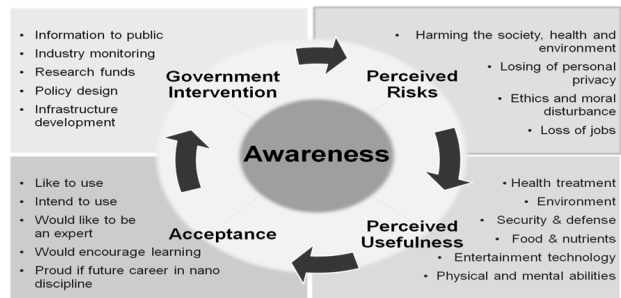 • Information to public
• Industry monitoring
• Research funds
• Policy design
• Infrastructure
development
Government
Intervention
Perceived
Risks
• Harming the society, health and
environment
• Losing of personal
privacy
• Ethics and moral
disturbance
• Loss of jobs
Awareness
• Like to use
• Intend to use
• Would like to be
an expert
• Would encourage learning
• Proud if future career in nano
discipline
Acceptance
Perceived
Usefulness
• Health treatment
• Environment
• Security & defense
• Food & nutrients
• Entertainment technology
• Physical and mental abilities